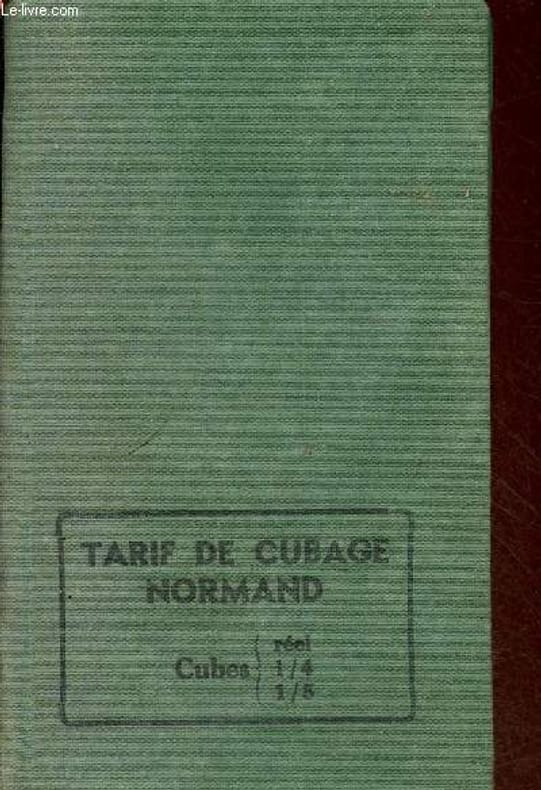 Le-livre.com
TARIF DE CUBAGE
NORMAND
réel
Cubes { 1/4
1/5